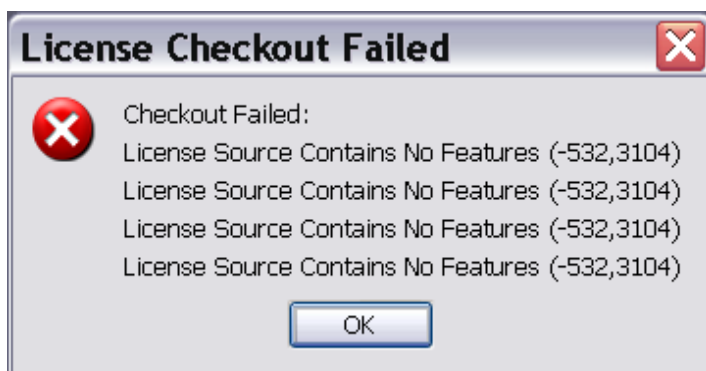 License Checkout Failed
Checkout Failed:
License Source Contains No Features (-532,3104)
License Source Contains No Features (-532,3104)
License Source Contains No Features (-532,3104)
License Source Contains No Features (-532,3104)
OK